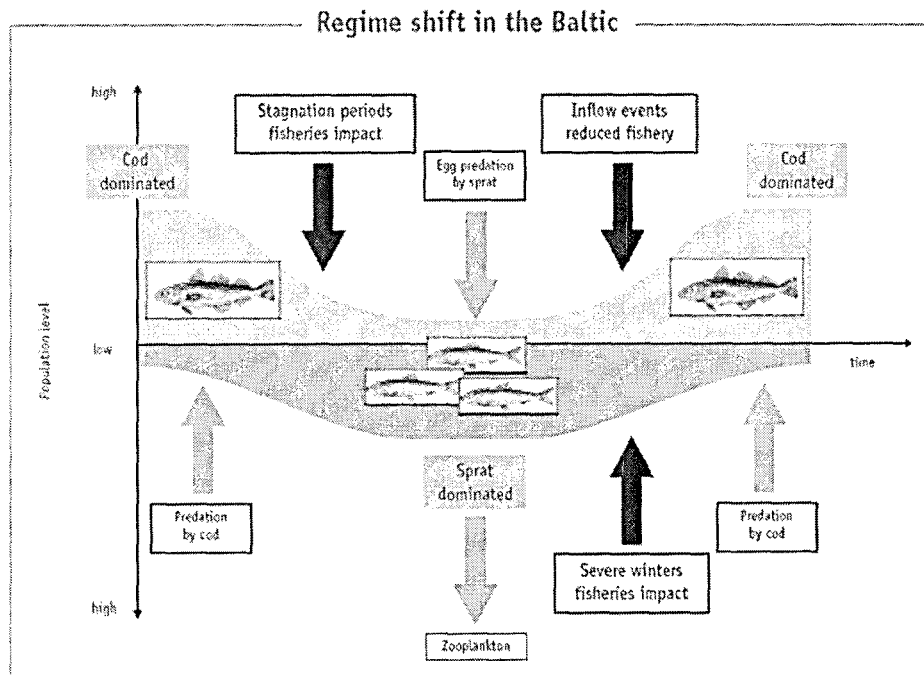 Regime shift in the Baltic
high
Stagnation periods
fisheries impact
Inflow events
reduced fishery
Cod
dominated
Egg predation
by sprat
Cod
dominated
Population level
low
time
Predation
by cod
Sprat
dominated
Predation
by cod
Severe winters
fisheries impact
high
Zooplankton